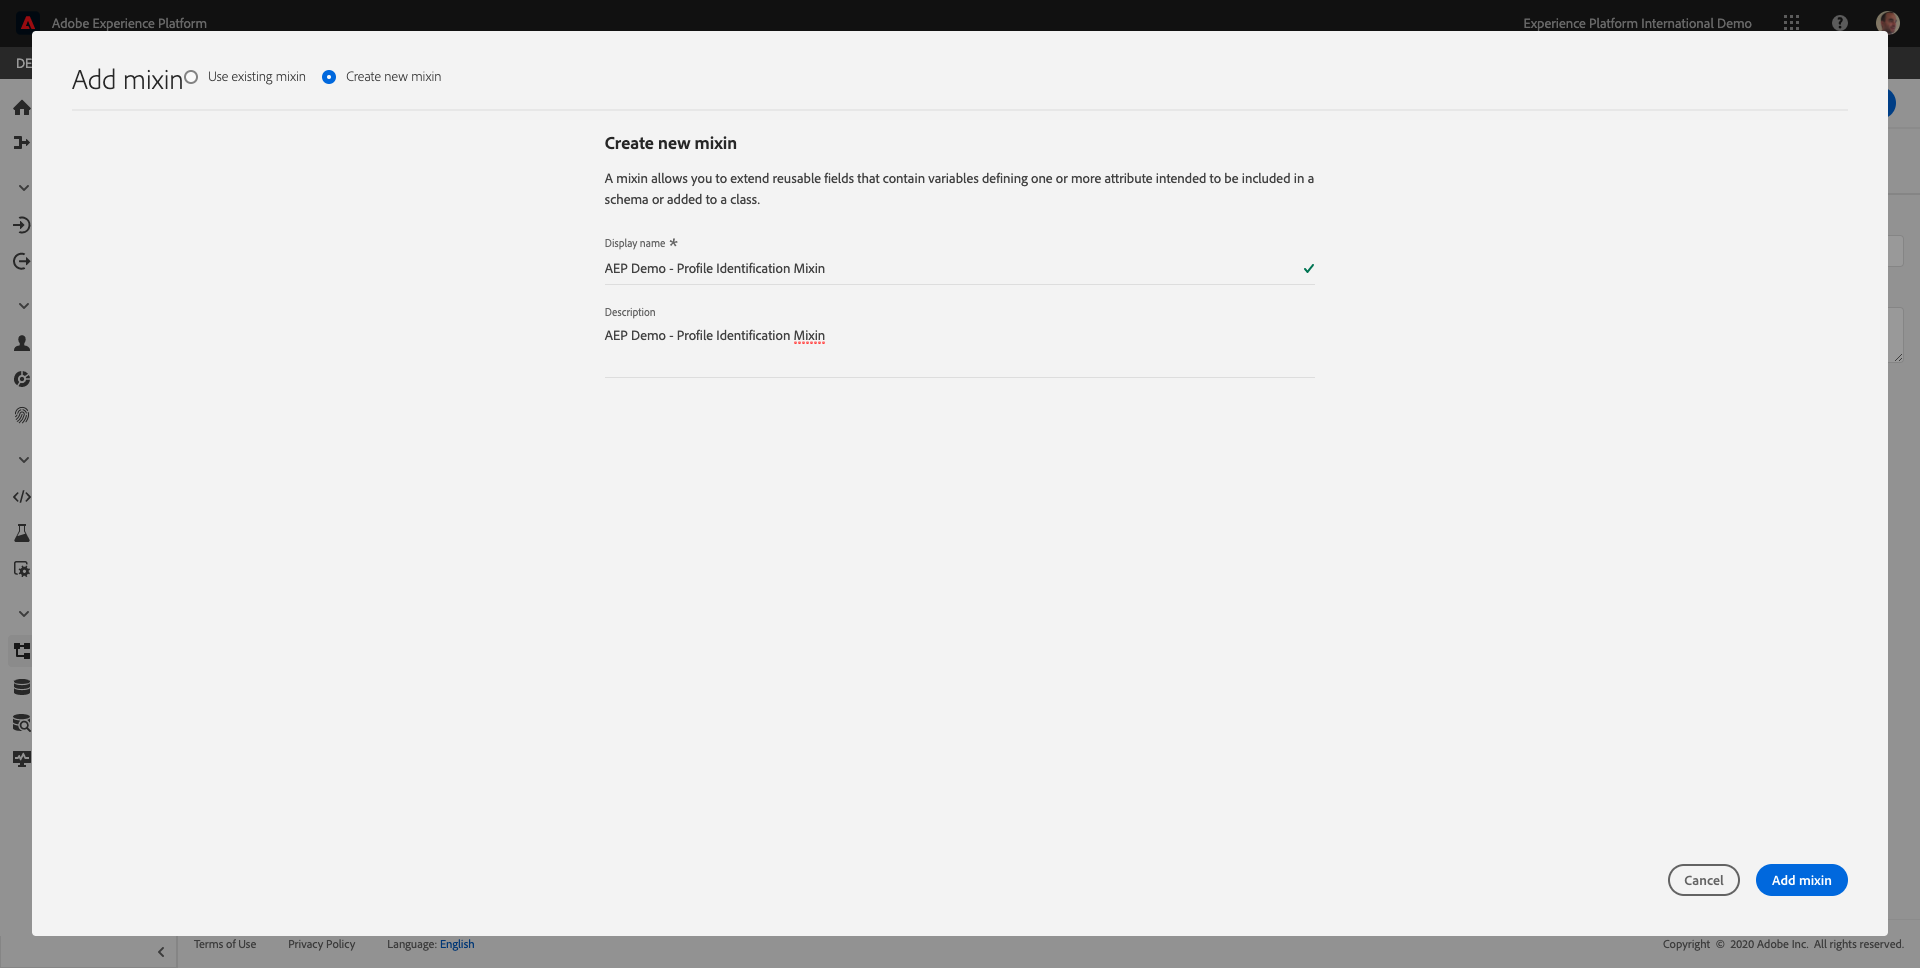 Adobe Experience Platform
Experience Platform International Demo
DE
Add mixin
Use existing mixin
Create new mixin
Create new mixin
A mixin allows you to extend reusable fields that contain variables defining one or more attribute intended to be included in a
schema or added to a class.
Display name *
AEP Demo - Profile Identification Mixin
Description
AEP Demo - Profile Identification Mixin
Cancel
Add mixin
Terms of Use
Privacy Policy
Language: English
Copyright © 2020 Adobe Inc. All rights reserved.